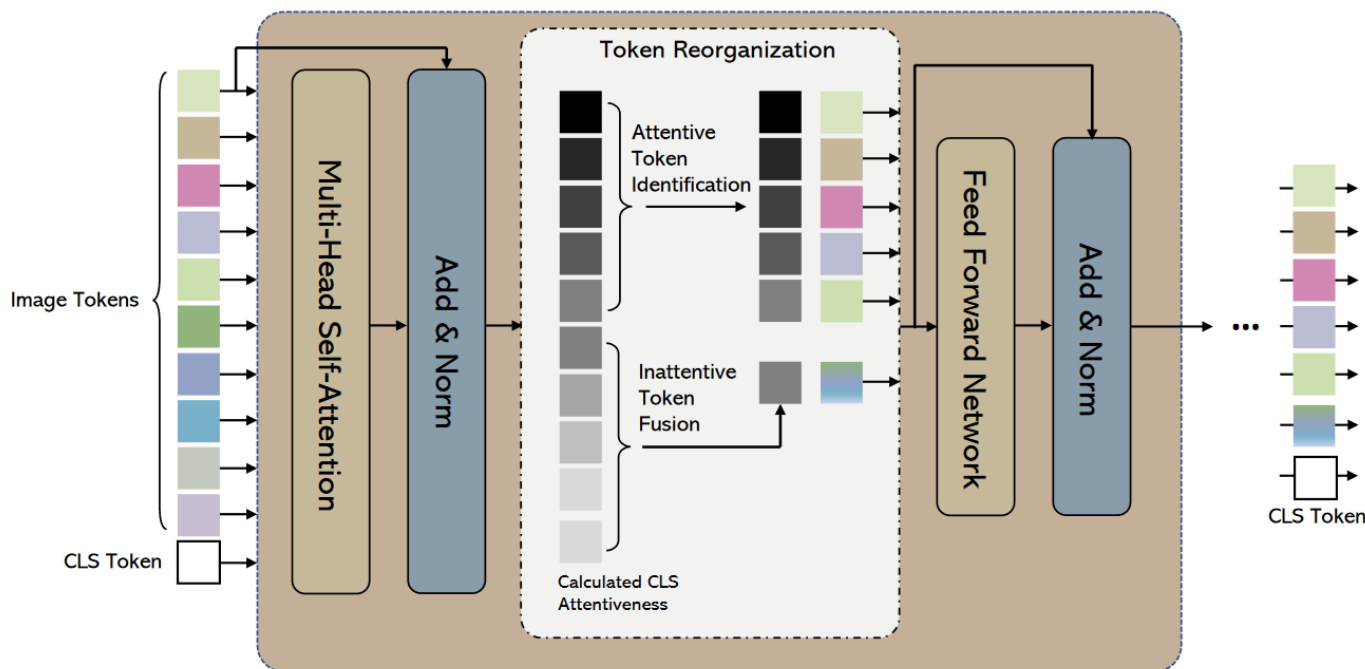 Token Reorganization
Image Tokens
CLS Token
Multi-Head Self-Attention
Add & Norm
Attentive
Token
Identification
Inattentive
Token
Fusion
Calculated CLS
Attentiveness
Feed Forward Network
Add & Norm
...
CLS Token